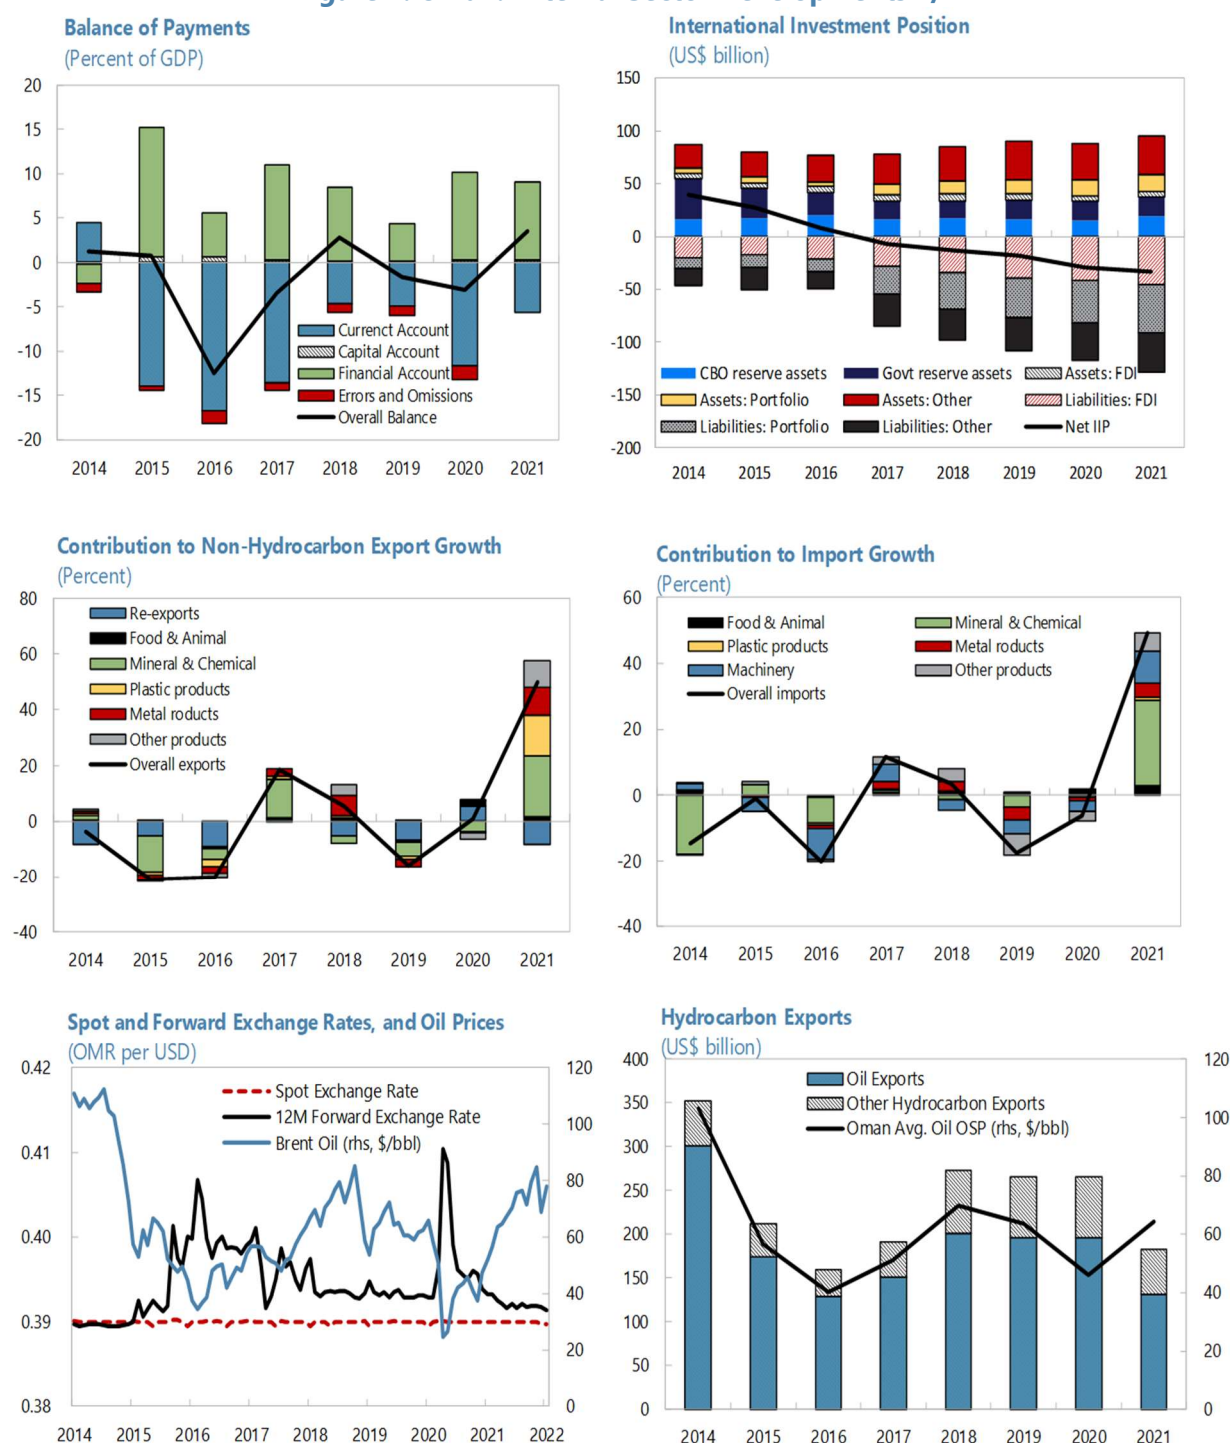 Balance of Payments
(Percent of GDP)
20
15
10
5
0
-5
-10
-15
-20
Currenct Account
Capital Account
Financial Account
Errors and Omissions
Overall Balance
2014 2015 2016 2017 2018 2019 2020 2021
International Investment Position
(US$ billion)
150
100
50
0
-50
-100
-150
-200
CBO reserve assets Govt reserve assets Assets: FDI
Assets: Portfolio Assets: Other Liabilities: FDI
Liabilities: Portfolio Liabilities: Other Net IIP
2014 2015 2016 2017 2018 2019 2020 2021
Contribution to Non-Hydrocarbon Export Growth
(Percent)
80
60
40
20
0
-20
-40
Re-exports
Food & Animal
Mineral & Chemical
Plastic products
Metal roducts
Other products
Overall exports
2014 2015 2016 2017 2018 2019 2020 2021
Contribution to Import Growth
(Percent)
60
40
20
0
-20
-40
Food & Animal Mineral & Chemical
Plastic products Metal roducts
Machinery Other products
Overall imports
2014 2015 2016 2017 2018 2019 2020 2021
Spot and Forward Exchange Rates, and Oil Prices
(OMR per USD)
0.42
0.41
0.40
0.39
0.38
Spot Exchange Rate
12M Forward Exchange Rate
Brent Oil (rhs, $/bbl)
120
100
80
60
40
20
0
2014 2015 2016 2017 2018 2019 2020 2021 2022
Hydrocarbon Exports
(US$ billion)
400
350
300
250
200
150
100
50
0
Oil Exports
Other Hydrocarbon Exports
Oman Avg. Oil OSP (rhs, $/bbl)
120
100
80
60
40
20
0
2014 2015 2016 2017 2018 2019 2020 2021